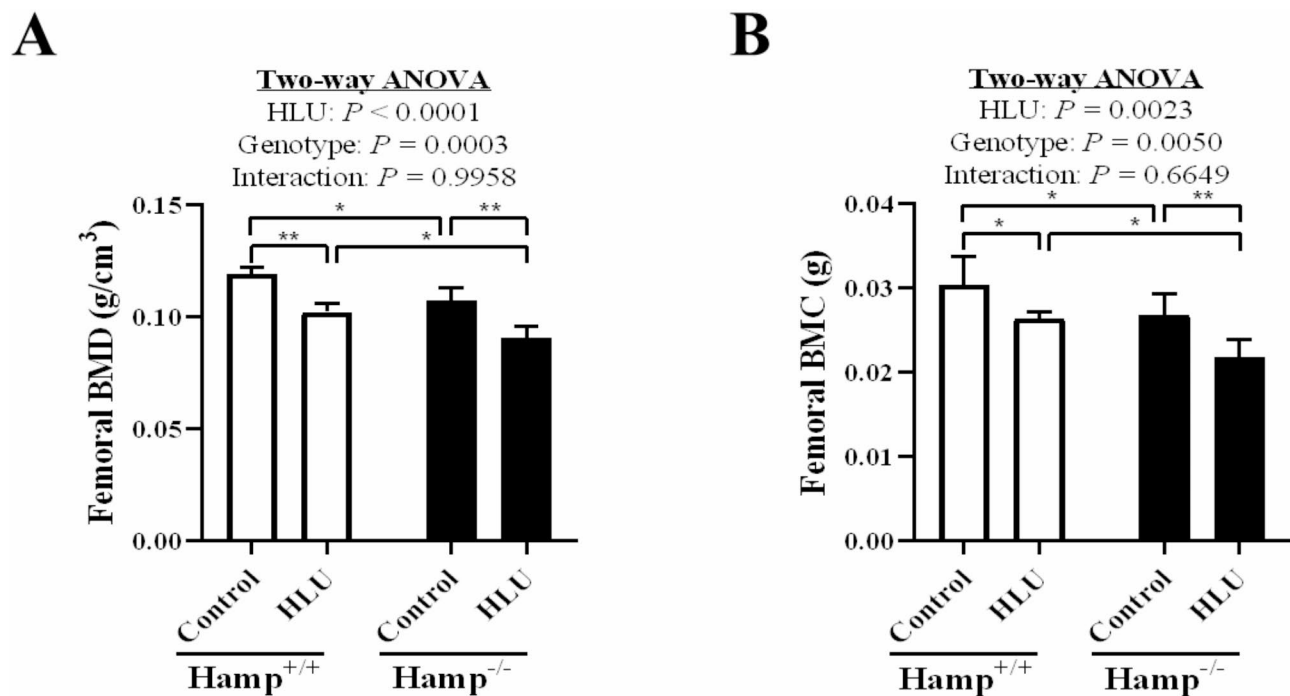 A
Two-way ANOVA
HLU: P < 0.0001
Genotype: P = 0.0003
Interaction: P = 0.9958
* **
** *
0.15
0.10
0.05
0.00
Femoral BMD (g/cm³)
Control
HLU
Control
HLU
Hamp+/+
Hamp-/-
B
Two-way ANOVA
HLU: P = 0.0023
Genotype: P = 0.0050
Interaction: P = 0.6649
* **
* *
0.04
0.03
0.02
0.01
0.00
Femoral BMC (g)
Control
HLU
Control
HLU
Hamp+/+
Hamp-/-